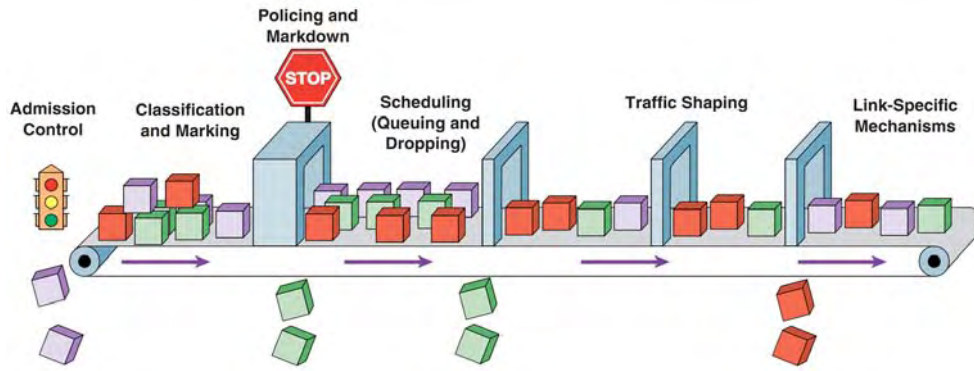 Policing and
Markdown
STOP
Admission
Control
Classification
and Marking
Scheduling
(Queuing and
Dropping)
Traffic Shaping
Link-Specific
Mechanisms